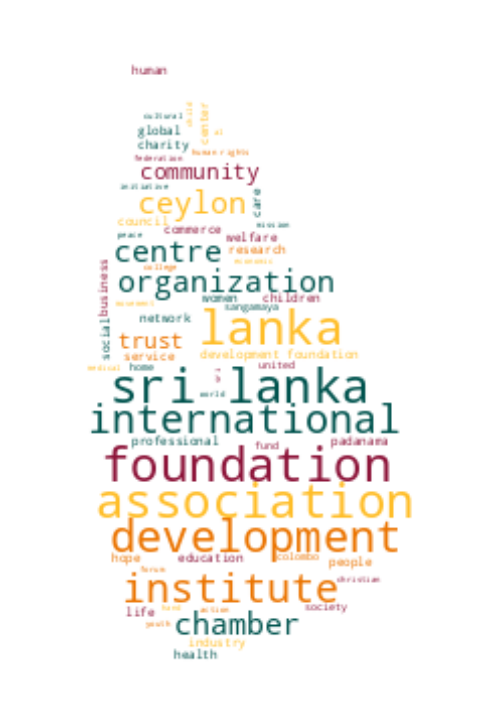 human
cultural
child
center
global
al
charity
human rights
federation
community
initiative
care
ceylon
council
mission
commerce
peace
welfare
centre
research
economic
college
organization
business
women
children
movement
sangamaya
network
lanka
social
trust
service
development foundation
medical
home
united
sri lanka
world
international
professional
fund
padanama
foundation
association
development
hope
education
colombo
people
forum
christian
institute
life
hand
action
society
youth
chamber
industry
health